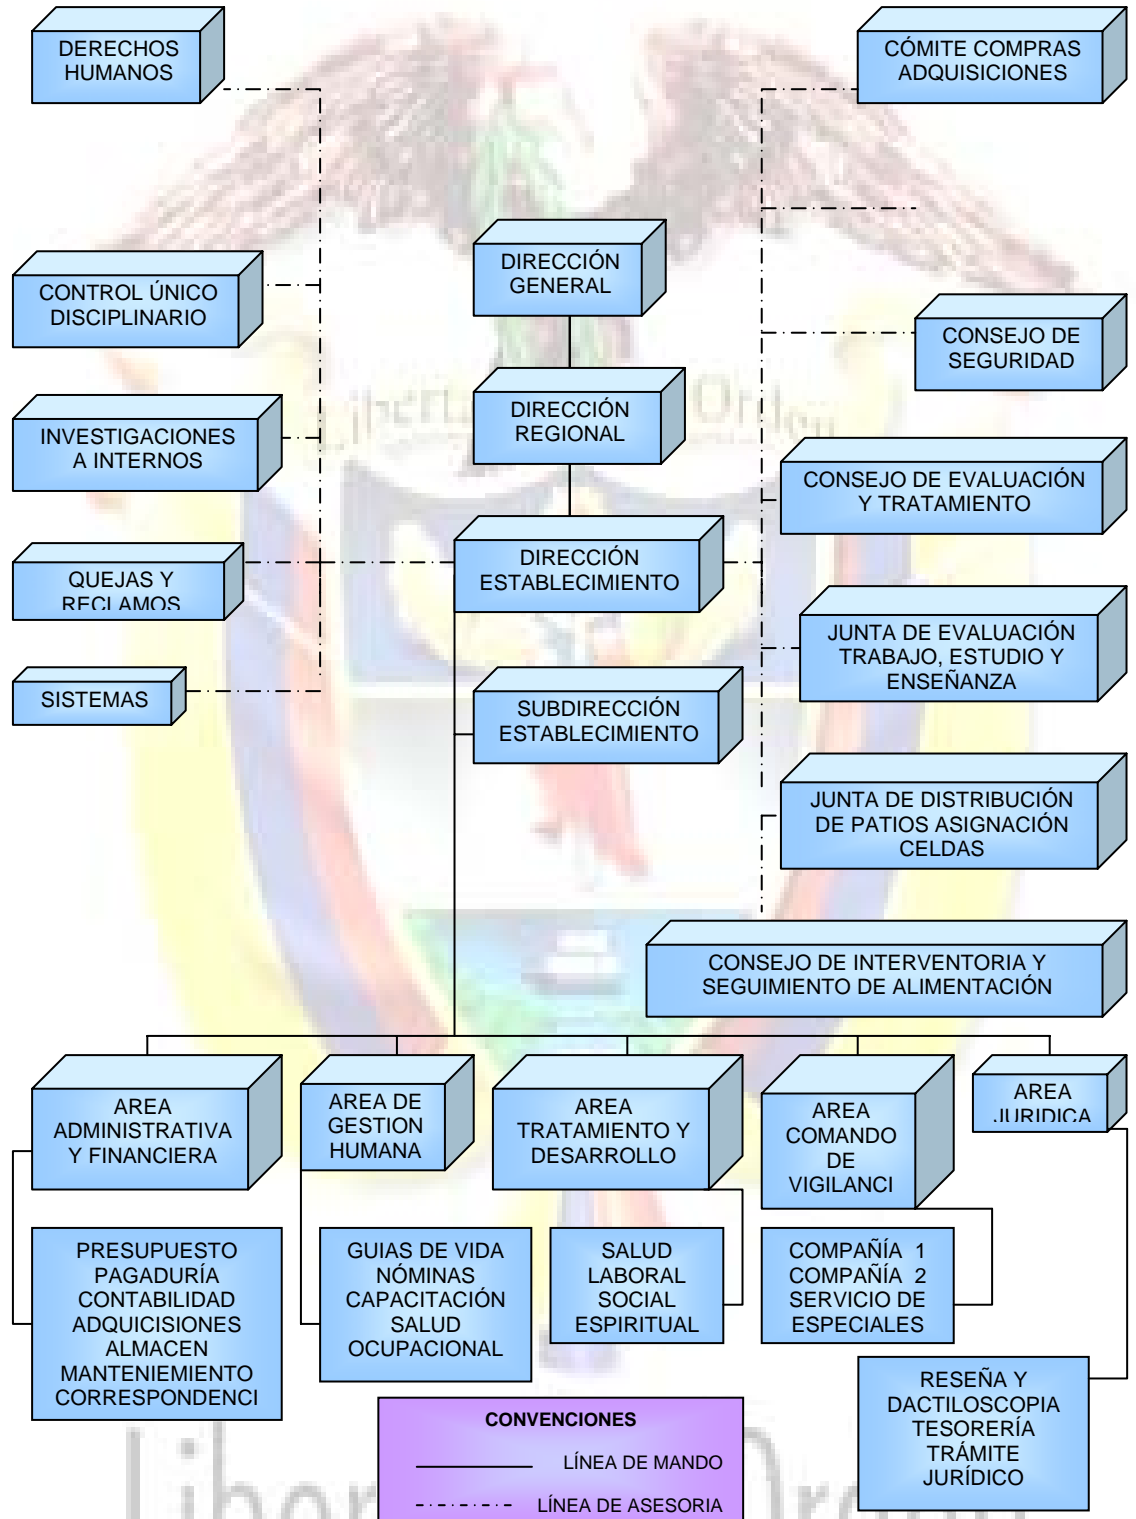 DERECHOS
HUMANOS
CÓMITE COMPRAS
ADQUISICIONES
DIRECCIÓN
GENERAL
CONTROL ÚNICO
DISCIPLINARIO
CONSEJO DE
SEGURIDAD
DIRECCIÓN
REGIONAL
INVESTIGACIONES
A INTERNOS
CONSEJO DE EVALUACIÓN
Y TRATAMIENTO
DIRECCIÓN
ESTABLECIMIENTO
QUEJAS Y
RECLAMOS
JUNTA DE EVALUACIÓN
TRABAJO, ESTUDIO Y
ENSEÑANZA
SISTEMAS
SUBDIRECCIÓN
ESTABLECIMIENTO
JUNTA DE DISTRIBUCIÓN
DE PATIOS ASIGNACIÓN
CELDAS
CONSEJO DE INTERVENTORIA Y
SEGUIMIENTO DE ALIMENTACIÓN
AREA
ADMINISTRATIVA
Y FINANCIERA
AREA DE
GESTION
HUMANA
AREA
TRATAMIENTO Y
DESARROLLO
AREA
COMANDO
DE
VIGILANCI
AREA
JURIDICA
PRESUPUESTO
PAGADURÍA
CONTABILIDAD
ADQUICISIONES
ALMACEN
MANTENIEMIENTO
CORRESPONDENCI
GUIAS DE VIDA
NÓMINAS
CAPACITACIÓN
SALUD
OCUPACIONAL
SALUD
LABORAL
SOCIAL
ESPIRITUAL
COMPAÑÍA 1
COMPAÑÍA 2
SERVICIO DE
ESPECIALES
RESEÑA Y
DACTILOSCOPIA
TESORERÍA
TRÁMITE
JURÍDICO
CONVENCIONES
LÍNEA DE MANDO
LÍNEA DE ASESORIA